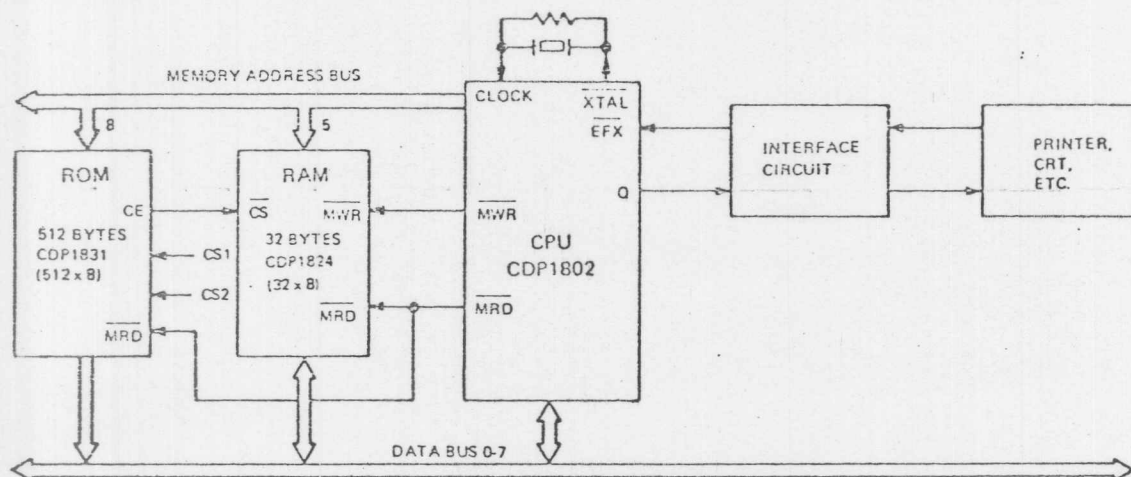 MEMORY ADDRESS BUS
8
5
ROM
CE
512 BYTES
CDP1831
(512 x 8)
CS1
CS2
MRD
RAM
CS
MWR
32 BYTES
CDP1824
(32 x 8)
MRD
CLOCK
XTAL
EFX
Q
MWR
CPU
CDP1802
MRD
INTERFACE
CIRCUIT
PRINTER,
CRT,
ETC.
DATA BUS 0-7